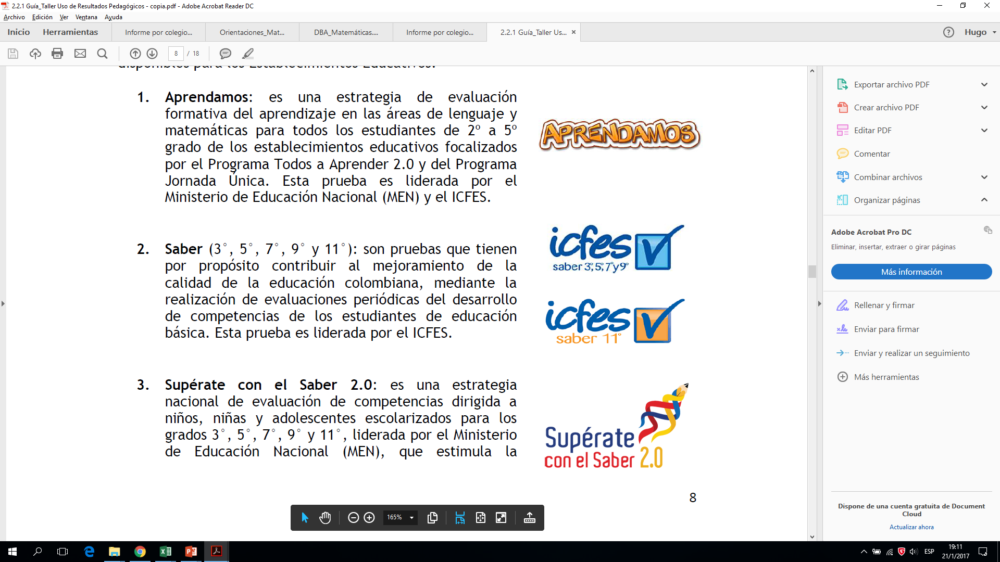 2.2.1 Guía_Taller Uso de Resultados Pedagógicos - copia.pdf - Adobe Acrobat Reader DC
Archivo Edición Ver Ventana Ayuda
Inicio Herramientas Informe por colegio... Orientaciones_Mat... DBA_Matemáticas.... Informe por colegio... 2.2.1 Guía_Taller Us... Hugo
8 / 18
disponibles para los Establecimientos Educativos.
1. Aprendamos: es una estrategia de evaluación
formativa del aprendizaje en las áreas de lenguaje y
matemáticas para todos los estudiantes de 2º a 5º
grado de los establecimientos educativos focalizados
por el Programa Todos a Aprender 2.0 y del Programa
Jornada Única. Esta prueba es liderada por el
Ministerio de Educación Nacional (MEN) y el ICFES.
APRENDAMOS
2. Saber (3°, 5°, 7°, 9° y 11°): son pruebas que tienen
por propósito contribuir al mejoramiento de la
calidad de la educación colombiana, mediante la
realización de evaluaciones periódicas del desarrollo
de competencias de los estudiantes de educación
básica. Esta prueba es liderada por el ICFES.
icfes
saber 3°, 5°, 7° y 9°
icfes
saber 11°
3. Supérate con el Saber 2.0: es una estrategia
nacional de evaluación de competencias dirigida a
niños, niñas y adolescentes escolarizados para los
grados 3°, 5°, 7°, 9° y 11°, liderada por el Ministerio
de Educación Nacional (MEN), que estimula la
Supérate
con el Saber 2.0
8
165%
Exportar archivo PDF
Crear archivo PDF
Editar PDF
Comentar
Combinar archivos
Organizar páginas
Adobe Acrobat Pro DC
Eliminar, insertar, extraer o girar páginas
Más información
Rellenar y firmar
Enviar para firmar
Enviar y realizar un seguimiento
Más herramientas
Dispone de una cuenta gratuita de Document
Cloud
Actualizar ahora
ESP
19:11
21/1/2017